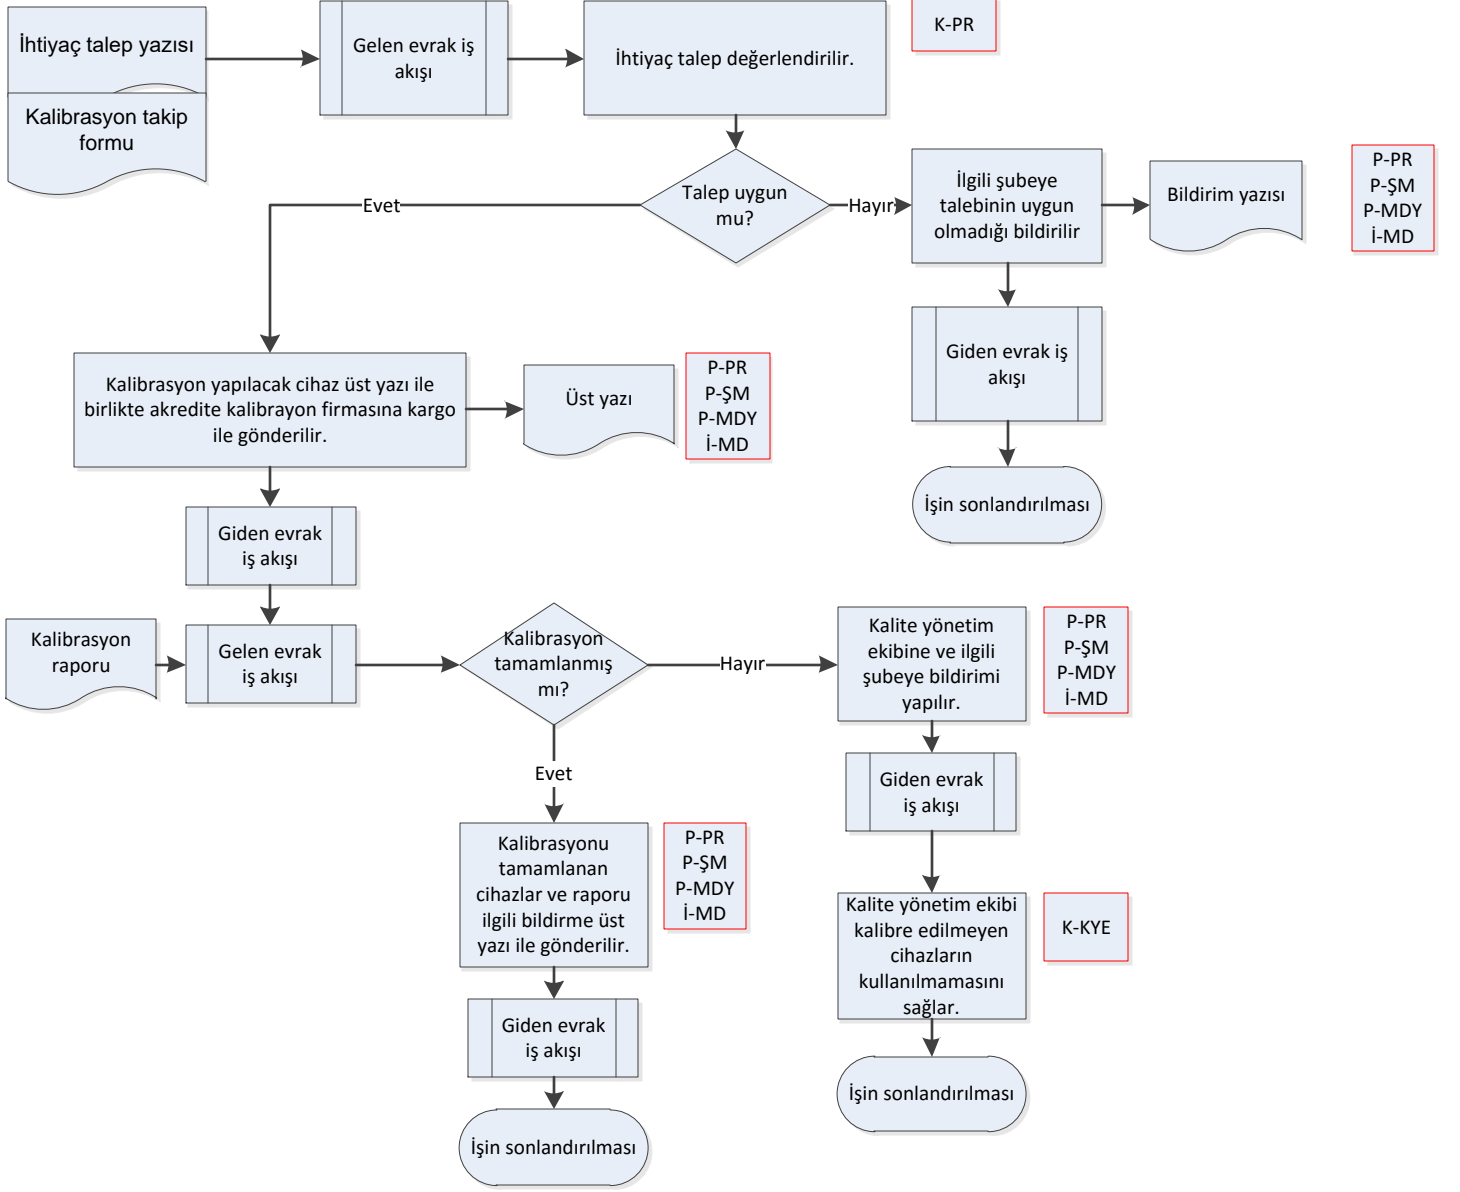 İhtiyaç talep yazısı
Kalibrasyon takip
formu
Gelen evrak iş
akışı
İhtiyaç talep değerlendirilir.
K-PR
Talep uygun
mu?
Evet
Hayır
İlgili şubeye
talebinin uygun
olmadığı bildirilir
Bildirim yazısı
P-PR
P-ŞM
P-MDY
İ-MD
Giden evrak iş
akışı
İşin sonlandırılması
Kalibrasyon yapılacak cihaz üst yazı ile
birlikte akredite kalibrayon firmasına kargo
ile gönderilir.
Üst yazı
P-PR
P-ŞM
P-MDY
İ-MD
Giden evrak
iş akışı
Kalibrasyon
raporu
Gelen evrak
iş akışı
Kalibrasyon
tamamlanmış
mı?
Hayır
Kalite yönetim
ekibine ve ilgili
şubeye bildirimi
yapılır.
P-PR
P-ŞM
P-MDY
İ-MD
Giden evrak
iş akışı
Evet
Kalibrasyonu
tamamlanan
cihazlar ve raporu
ilgili bildirme üst
yazı ile gönderilir.
P-PR
P-ŞM
P-MDY
İ-MD
Kalite yönetim ekibi
kalibre edilmeyen
cihazların
kullanılmamasını
sağlar.
K-KYE
Giden evrak
iş akışı
İşin sonlandırılması
İşin sonlandırılması